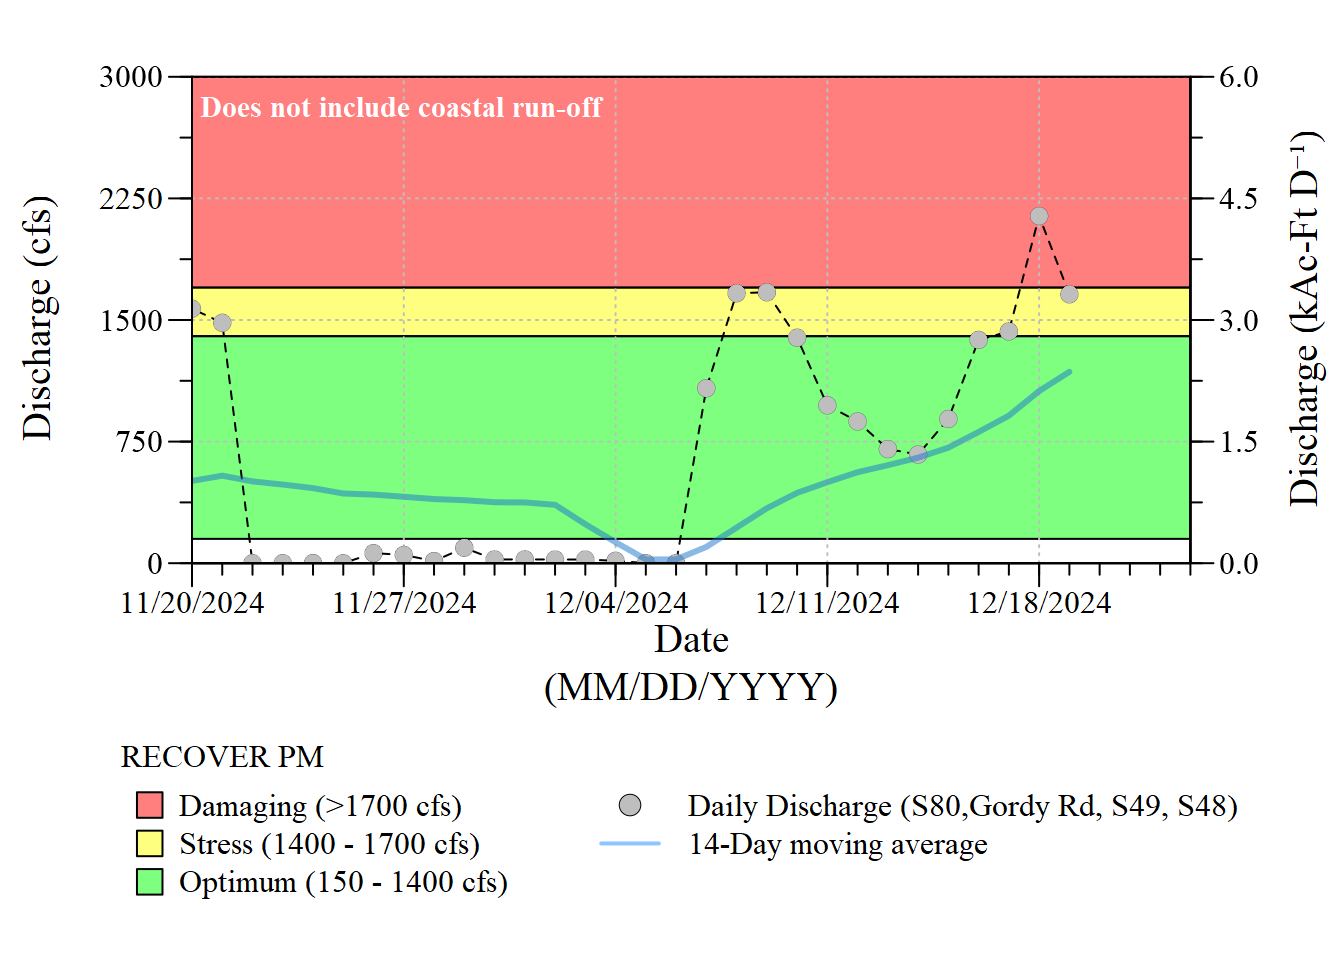 Does not include coastal run-off
3000
2250
1500
750
0
Discharge (cfs)
6.0
4.5
3.0
1.5
0.0
Discharge (kAc-Ft D⁻¹)
11/20/2024 11/27/2024 12/04/2024 12/11/2024 12/18/2024
Date
(MM/DD/YYYY)
RECOVER PM
Damaging (>1700 cfs)
Stress (1400 - 1700 cfs)
Optimum (150 - 1400 cfs)
Daily Discharge (S80,Gordy Rd, S49, S48)
14-Day moving average